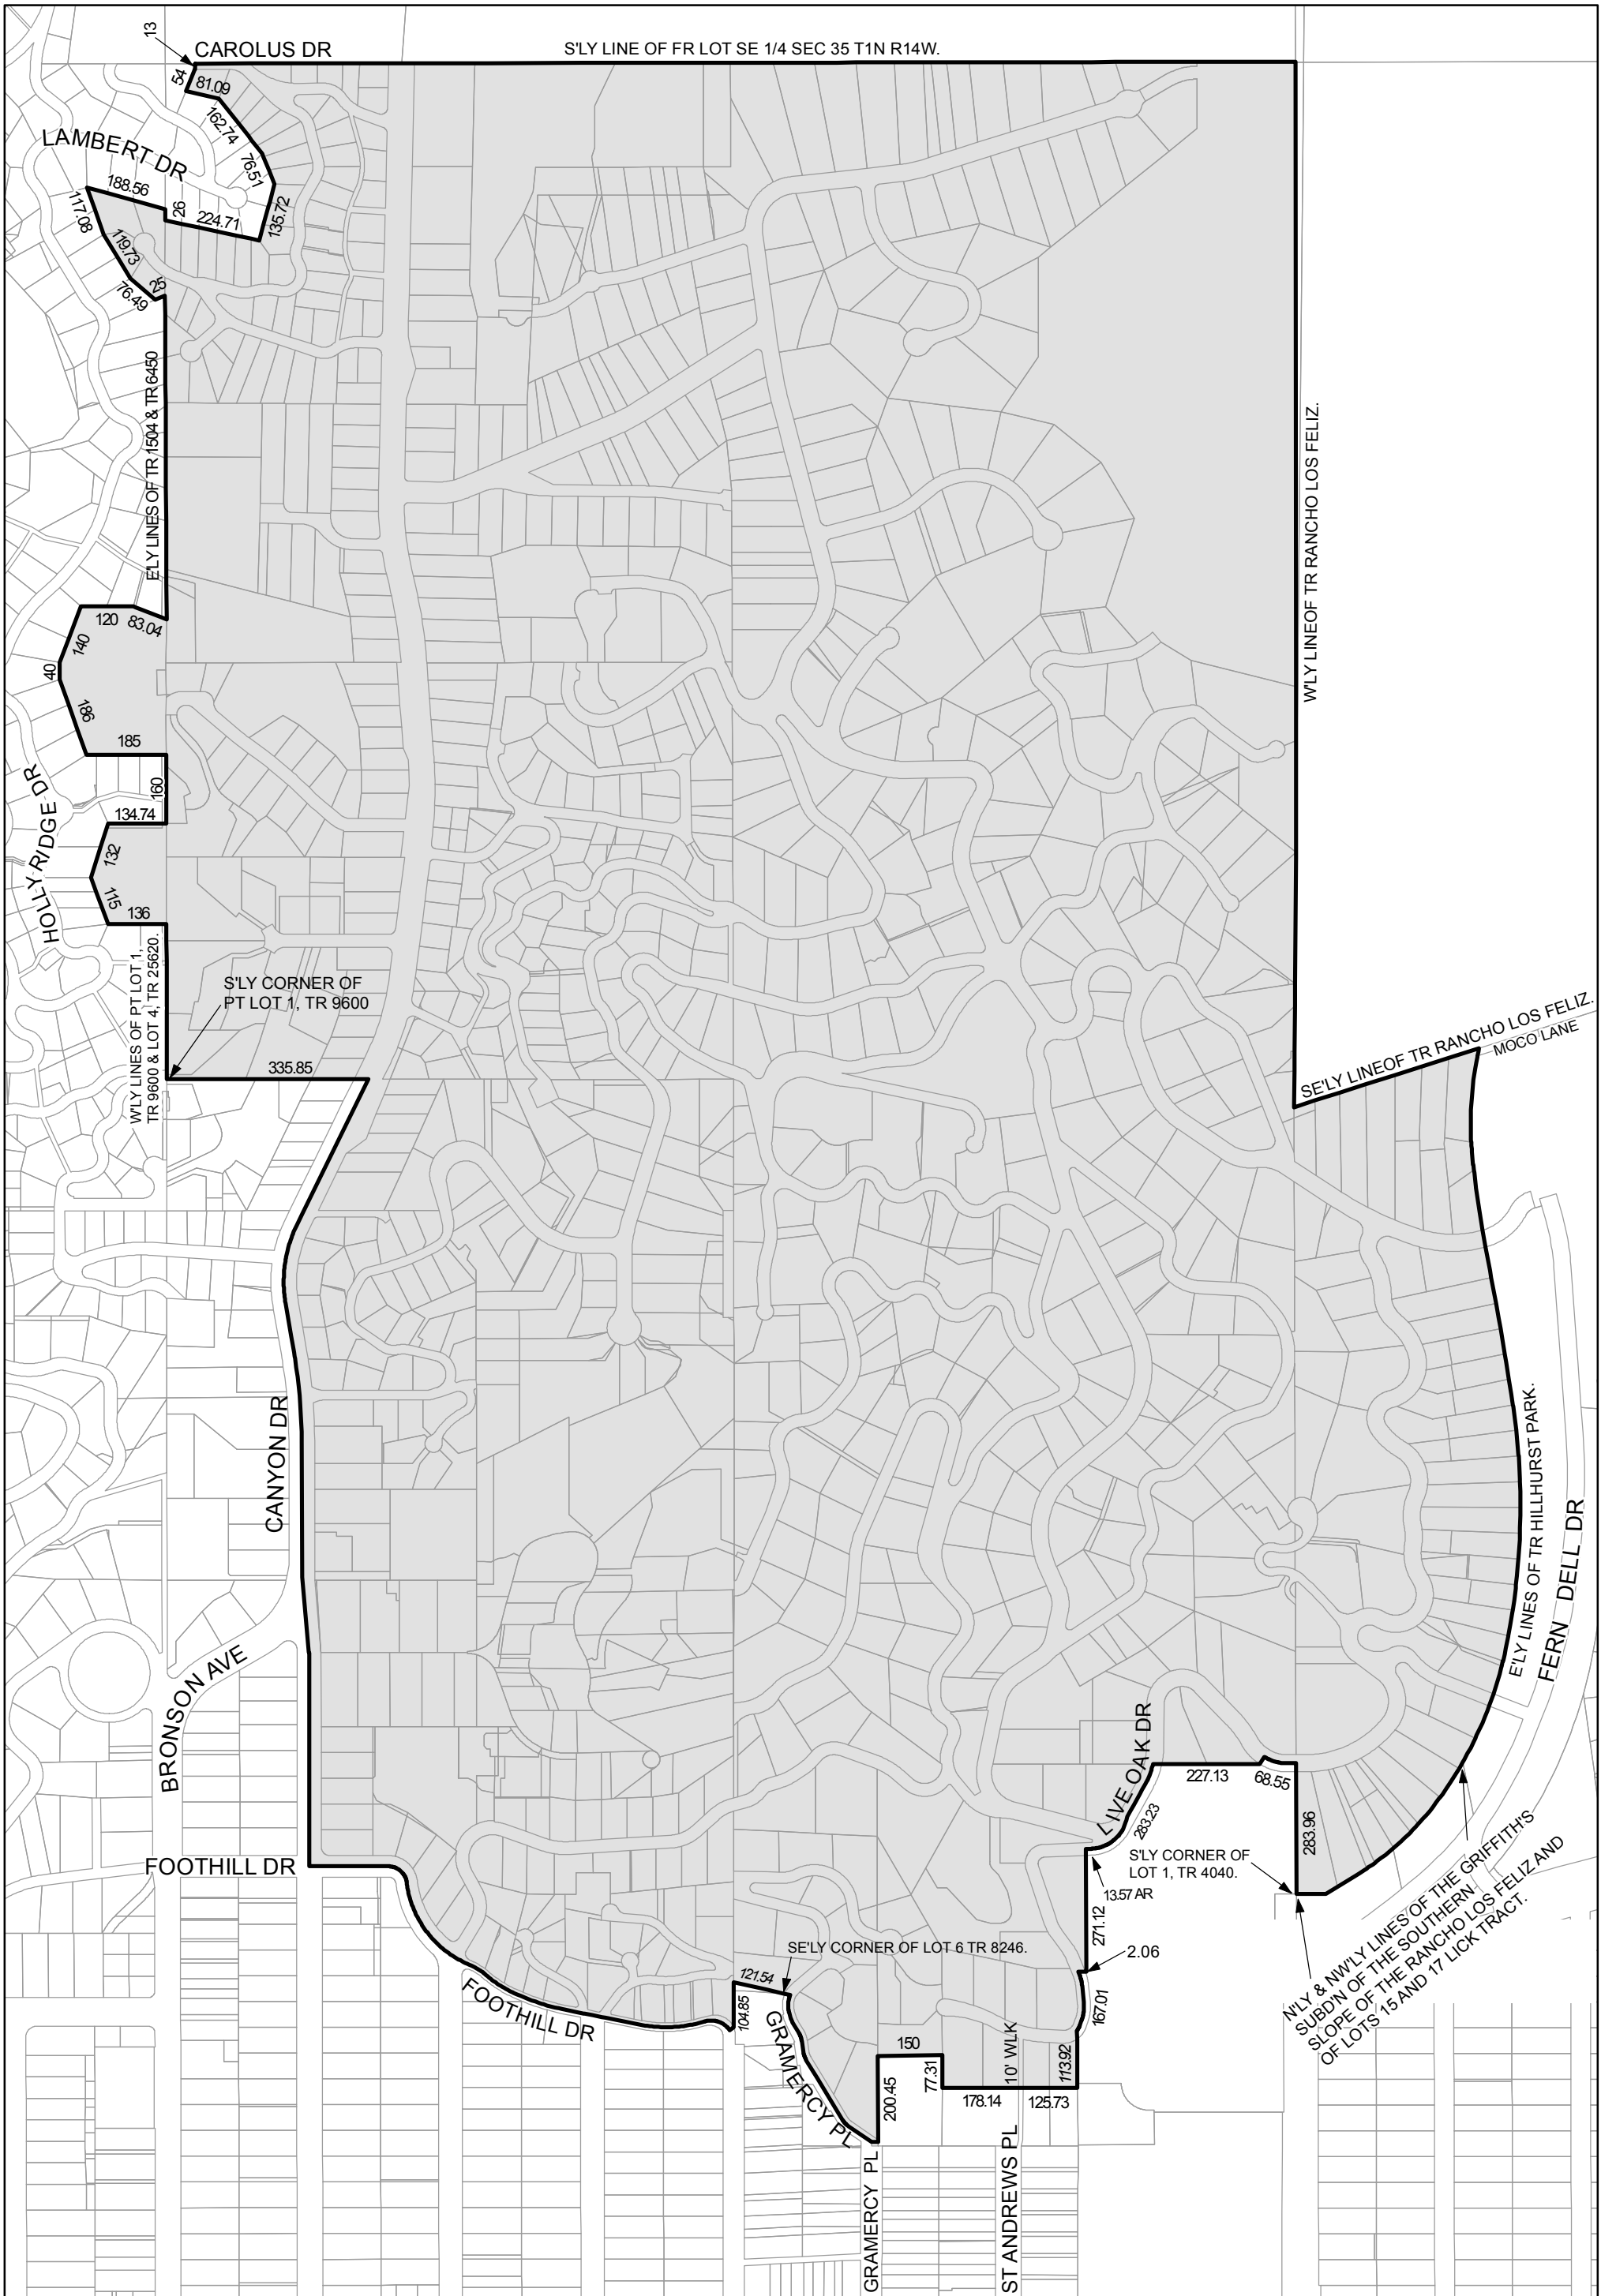 13
CAROLUS DR
S'LY LINE OF FR LOT SE 1/4 SEC 35 T1N R14W.
54
81.09
162.74
76.51
LAMBERT DR
188.56
117.08
26
224.71
135.72
119.73
25
76.49
E'LY LINES OF TR 1504 & TR 6450
W'LY LINEOF TR RANCHO LOS FELIZ.
120
83.04
140
40
186
185
160
HOLLY RIDGE DR
134.74
132
115
136
W'LY LINES OF PT LOT 1,
TR 9600 & LOT 4, TR 25620.
S'LY CORNER OF
PT LOT 1, TR 9600
335.85
SE'LY LINEOF TR RANCHO LOS FELIZ.
MOCO LANE
CANYON DR
E'LY LINES OF TR HILLHURST PARK.
FERN DELL DR
BRONSON AVE
LIVE OAK DR
227.13
68.55
283.23
283.96
FOOTHILL DR
S'LY CORNER OF
LOT 1, TR 4040.
13.57 AR
271.12
2.06
SE'LY CORNER OF LOT 6 TR 8246.
121.54
104.85
FOOTHILL DR
GRAMERCY PL
167.01
150
77.31
200.45
10' WLK
113.92
178.14
125.73
N'LY & NW'LY LINES OF THE GRIFFITH'S
SUBD'N OF THE SOUTHERN
SLOPE OF THE RANCHO LOS FELIZ AND
OF LOTS 15 AND 17 LICK TRACT.
GRAMERCY PL
ST ANDREWS PL